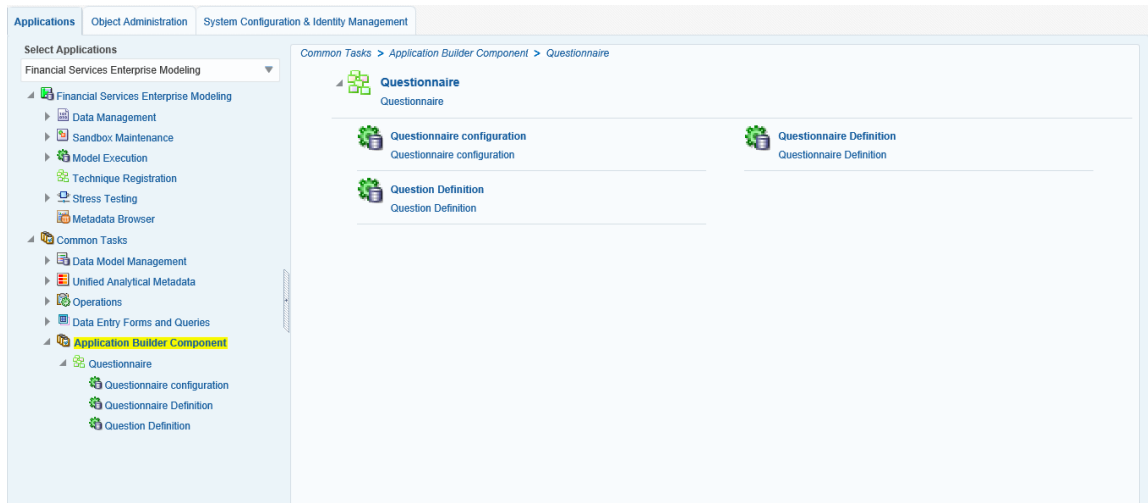 Applications
Object Administration
System Configuration & Identity Management
Select Applications
Financial Services Enterprise Modeling
Financial Services Enterprise Modeling
Data Management
Sandbox Maintenance
Model Execution
Technique Registration
Stress Testing
Metadata Browser
Common Tasks
Data Model Management
Unified Analytical Metadata
Operations
Data Entry Forms and Queries
Application Builder Component
Questionnaire
Questionnaire configuration
Questionnaire Definition
Question Definition
Common Tasks > Application Builder Component > Questionnaire
Questionnaire
Questionnaire
Questionnaire configuration
Questionnaire configuration
Questionnaire Definition
Questionnaire Definition
Question Definition
Question Definition